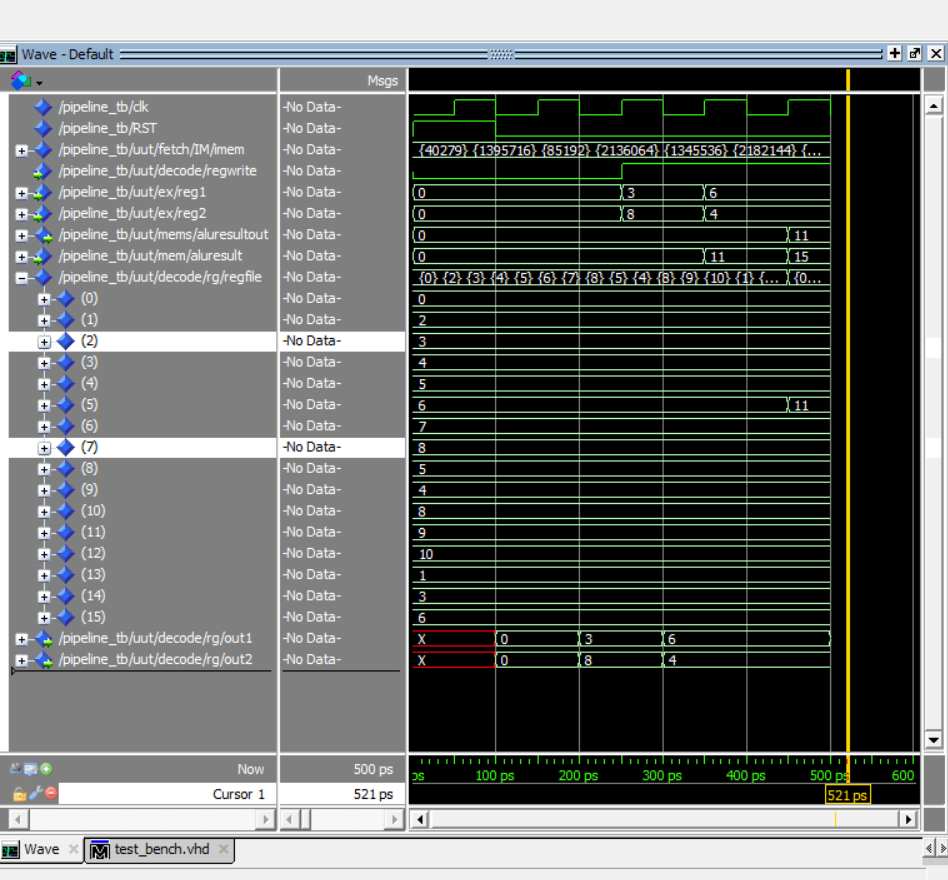 Wave - Default
Msgs
/pipeline_tb/clk -No Data-
/pipeline_tb/RST -No Data-
/pipeline_tb/uut/fetch/IM/imem -No Data- {40279} {1395716} {85192} {2136064} {1345536} {2182144} {...
/pipeline_tb/uut/decode/regwrite -No Data-
/pipeline_tb/uut/ex/reg1 -No Data- 0 3 6
/pipeline_tb/uut/ex/reg2 -No Data- 0 8 4
/pipeline_tb/uut/mems/aluresultout -No Data- 0 11
/pipeline_tb/uut/mem/aluresult -No Data- 0 11 15
/pipeline_tb/uut/decode/rg/regfile -No Data- {0} {2} {3} {4} {5} {6} {7} {8} {5} {4} {8} {9} {10} {1} {... {0...
(0) -No Data- 0
(1) -No Data- 2
(2) -No Data- 3
(3) -No Data- 4
(4) -No Data- 5
(5) -No Data- 6 11
(6) -No Data- 7
(7) -No Data- 8
(8) -No Data- 5
(9) -No Data- 4
(10) -No Data- 8
(11) -No Data- 9
(12) -No Data- 10
(13) -No Data- 1
(14) -No Data- 3
(15) -No Data- 6
/pipeline_tb/uut/decode/rg/out1 -No Data- X 0 3 6
/pipeline_tb/uut/decode/rg/out2 -No Data- X 0 8 4
Now 500 ps ps 100 ps 200 ps 300 ps 400 ps 500 ps 600
Cursor 1 521 ps 521 ps
Wave test_bench.vhd